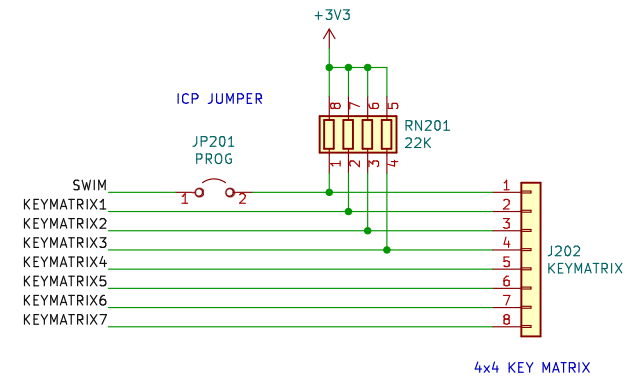 +3V3
ICP JUMPER
8 7 6 5
RN201
22K
JP201
PROG
1 2 3 4
SWIM
1 2
1
KEYMATRIX1
2
KEYMATRIX2
3
KEYMATRIX3
4
KEYMATRIX4
5
KEYMATRIX5
6
KEYMATRIX6
7
KEYMATRIX7
8
J202
KEYMATRIX
4x4 KEY MATRIX